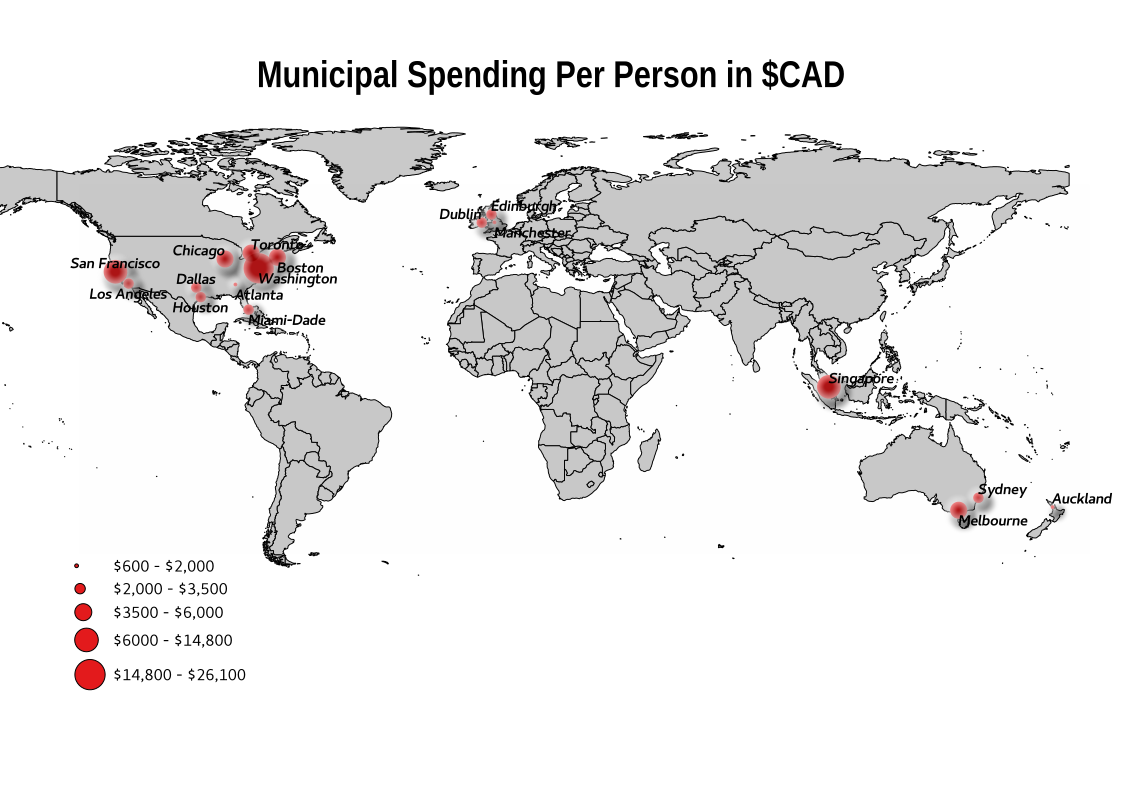 Municipal Spending Per Person in $CAD
Edinburgh
Dublin
Manchester
Toronto
Chicago
San Francisco
Boston
Dallas
Washington
Los Angeles
Atlanta
Houston
Miami-Dade
Singapore
Sydney
Auckland
Melbourne
$600 - $2,000
$2,000 - $3,500
$3500 - $6,000
$6000 - $14,800
$14,800 - $26,100